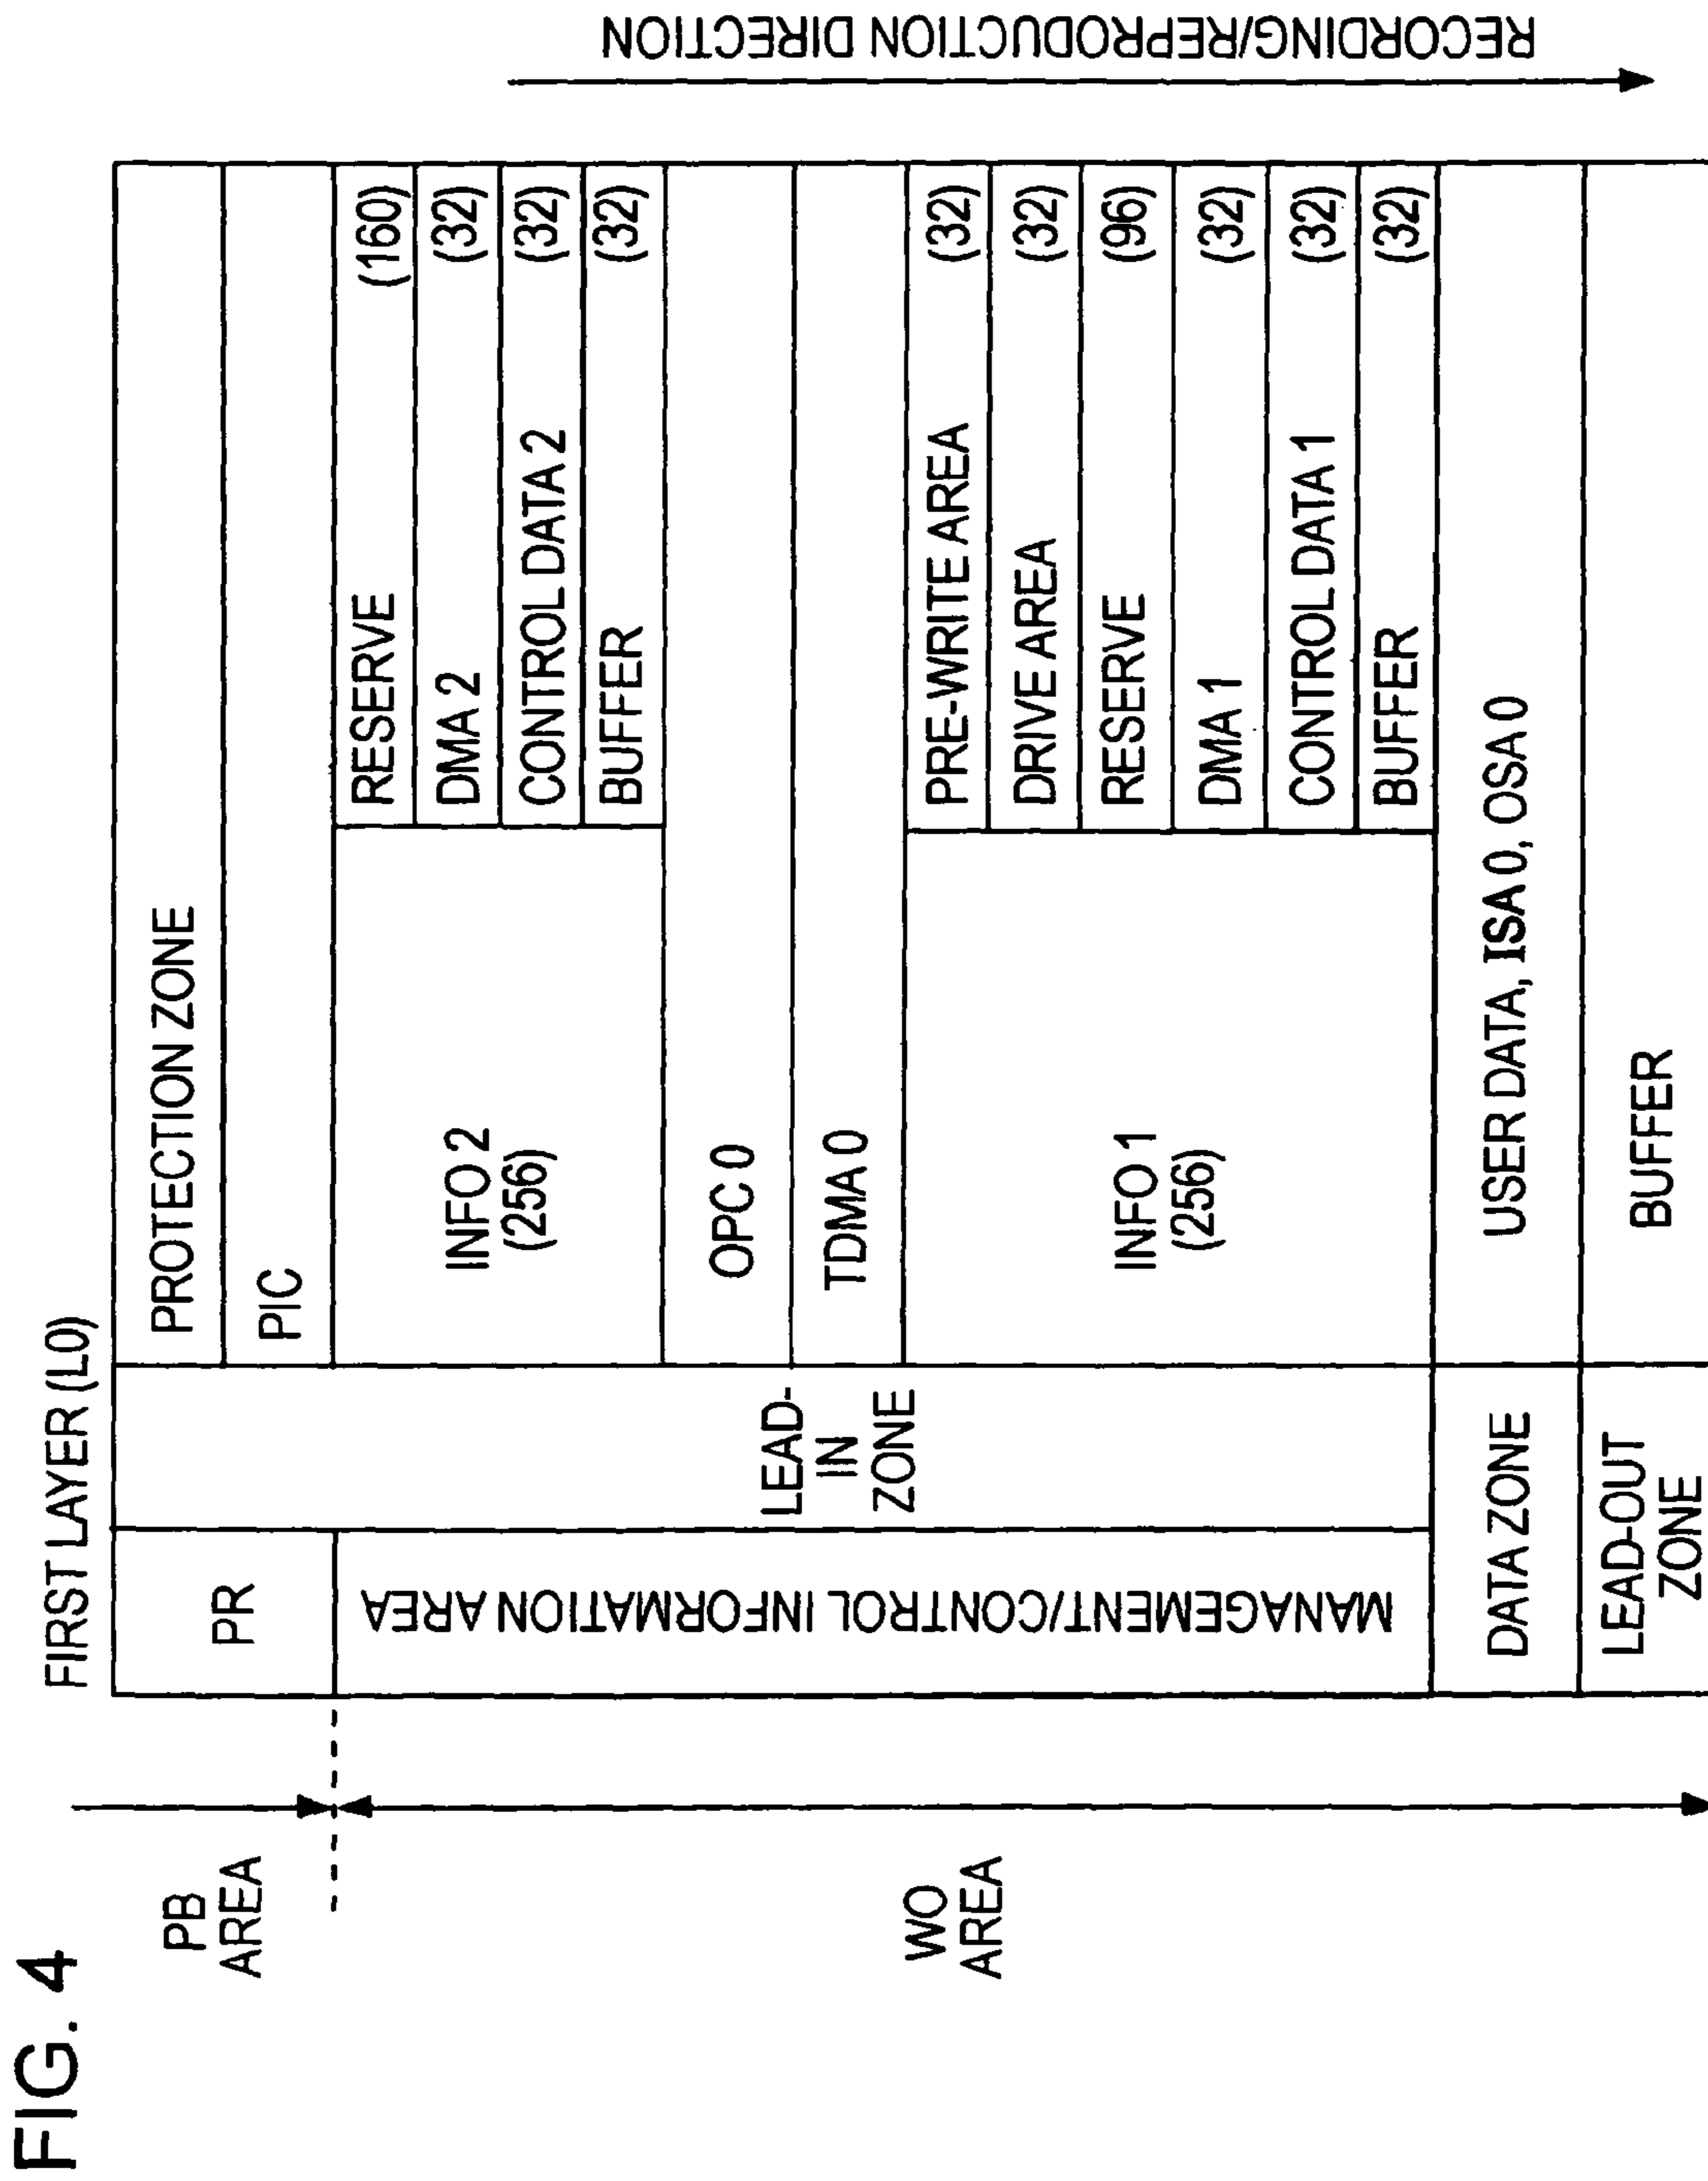 FIG. 4
FIRST LAYER (L0)
PB
AREA
WO
AREA
PR
MANAGEMENT/CONTROL INFORMATION AREA
LEAD-
IN
ZONE
PROTECTION ZONE
PIC
INFO 2
(256)
RESERVE (160)
DMA 2 (32)
CONTROL DATA 2 (32)
BUFFER (32)
OPC 0
TDMA 0
INFO 1
(256)
PRE-WRITE AREA (32)
DRIVE AREA (32)
RESERVE (96)
DMA 1 (32)
CONTROL DATA 1 (32)
BUFFER (32)
DATA ZONE
USER DATA, ISA 0, OSA 0
LEAD-OUT
ZONE
BUFFER
RECORDING/REPRODUCTION DIRECTION